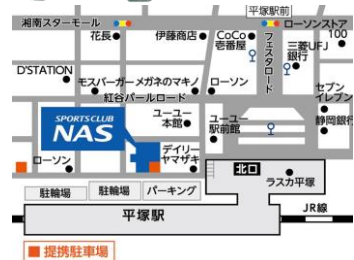 平塚駅前
湘南スターモール
ローソンストア
100
花長
伊藤商店
CoCo
壱番屋
フェスタロード
三菱UFJ
銀行
D'STATION
モスバーガー
メガネのマキノ
ローソン
セブン
イレブン
紅谷パールロード
SPORTSCLUB
NAS
ユーユー
本館
ユーユー
駅前館
静岡銀行
デイリー
ヤマザキ
ローソン
北口
ラスカ平塚
駐輪場
駐輪場
パーキング
平塚駅
JR線
提携駐車場